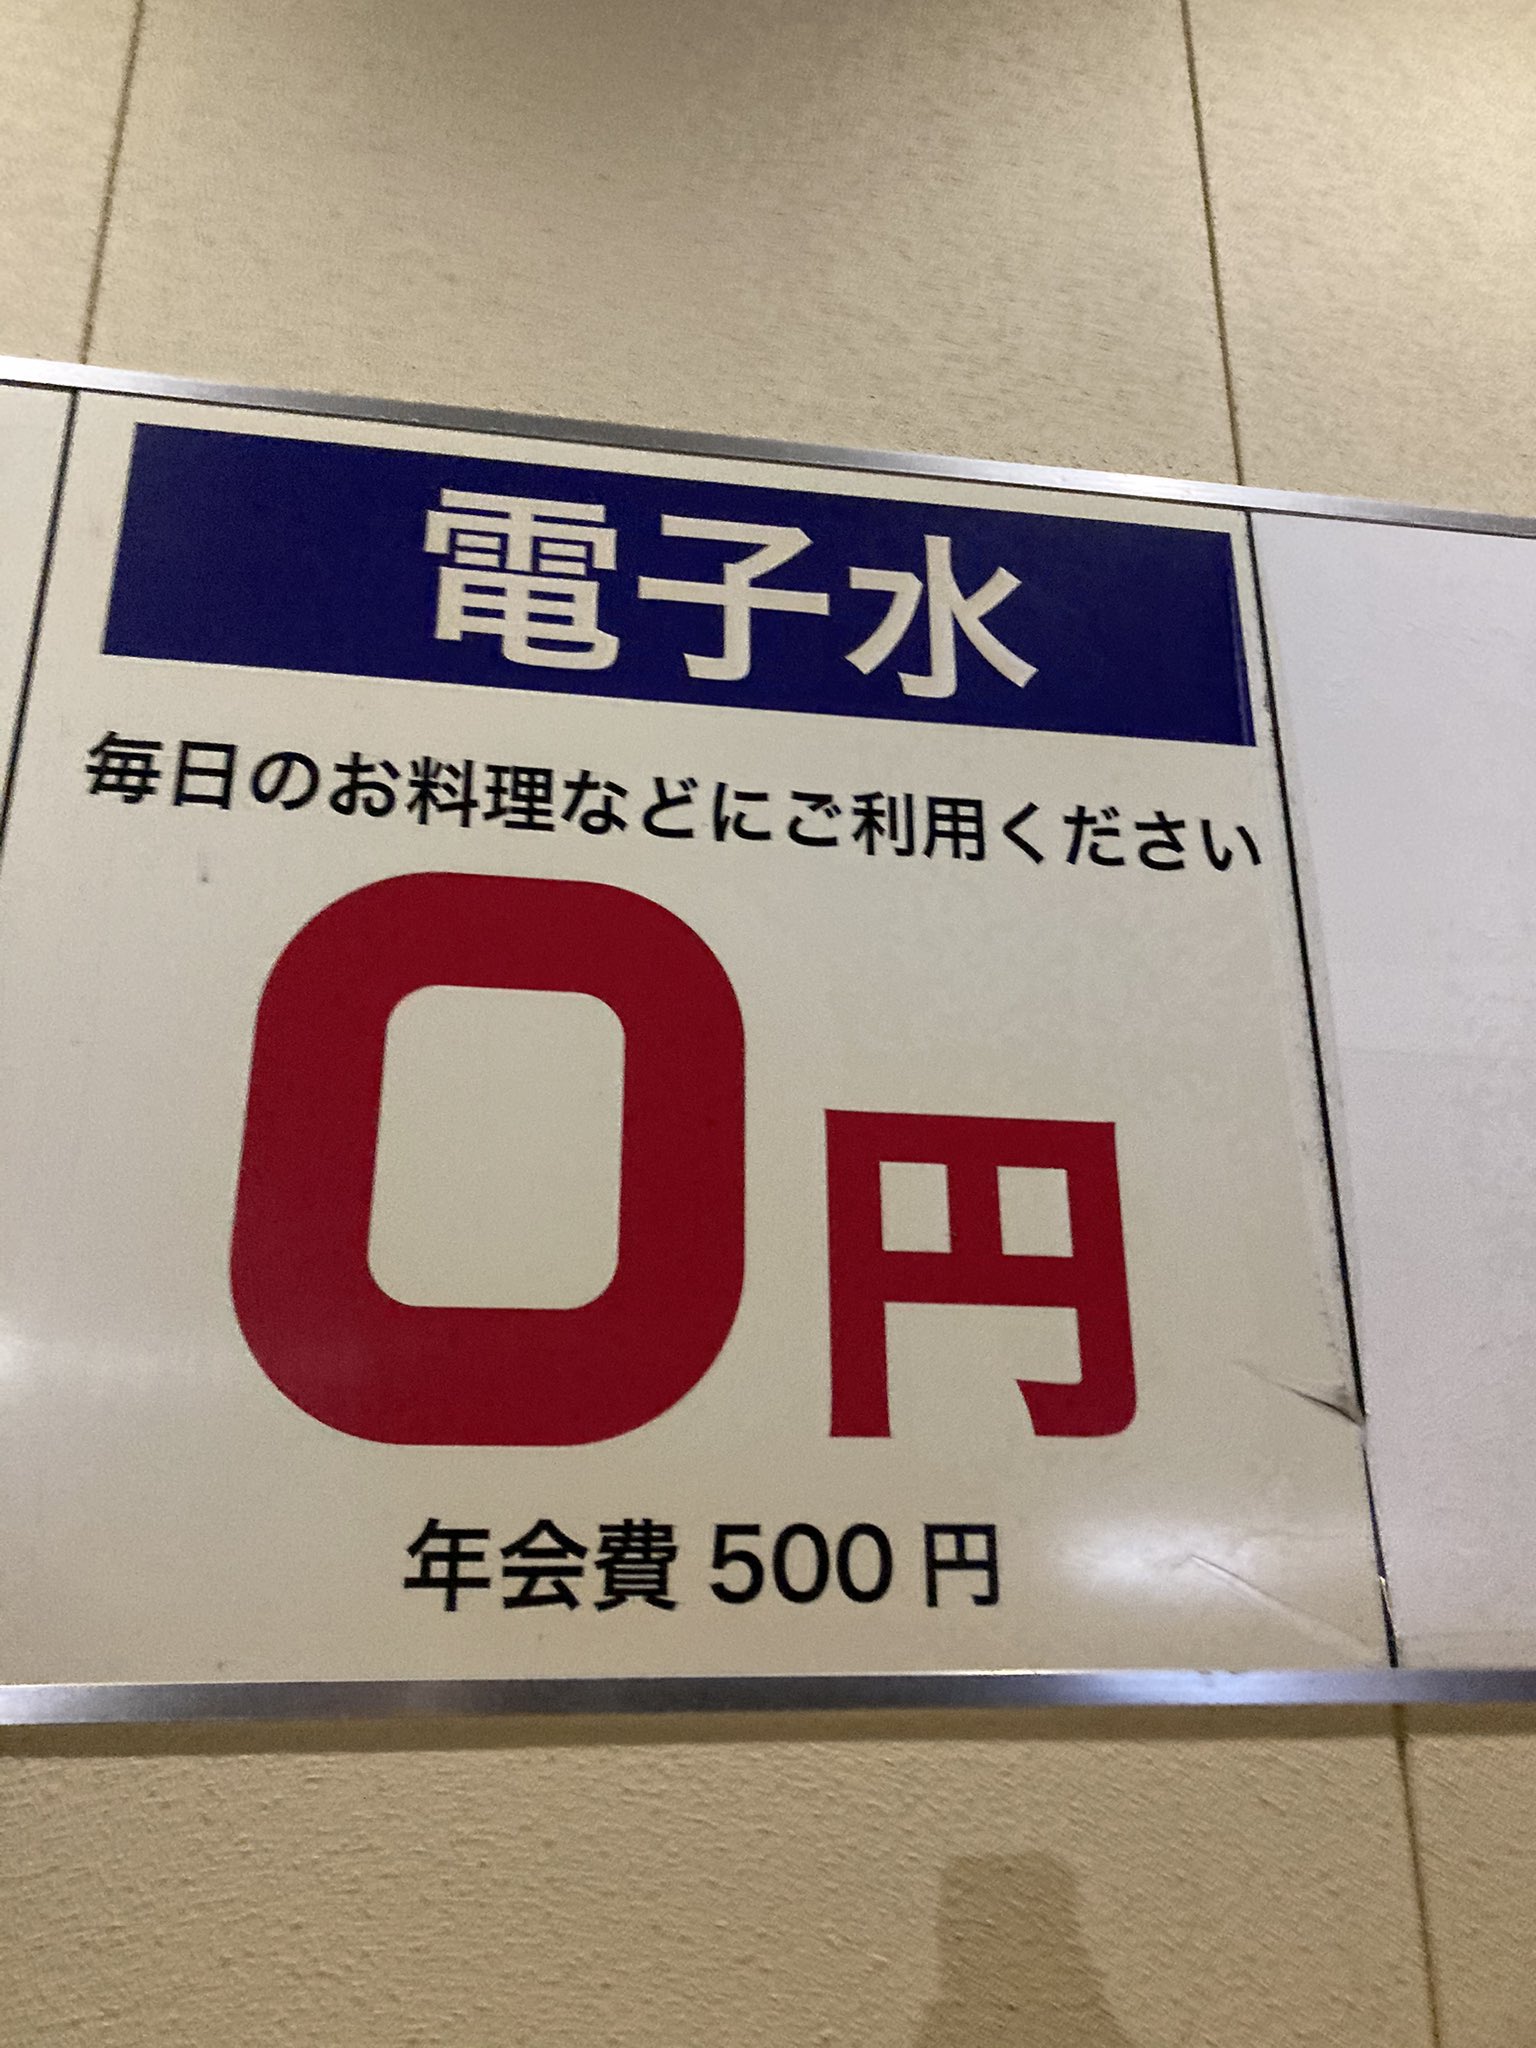 電子水
毎日のお料理などにご利用ください
0円
年会費500円